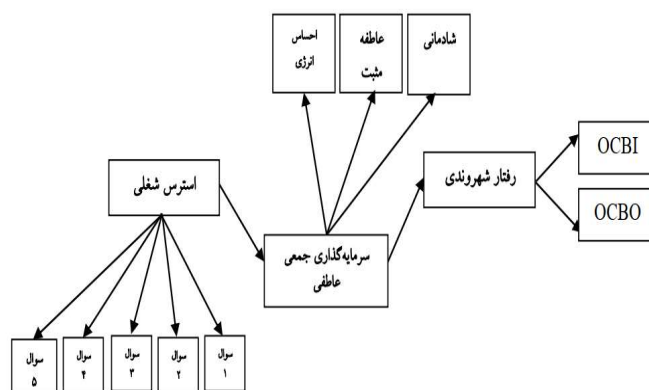 شادمانی
عاطفه
مثبت
احساس
انرژی
OCBI
رفتار شهروندی
استرس شغلی
OCBO
سرمایه‌گذاری جمعی
عاطفی
سوال
۱
سوال
۲
سوال
۳
سوال
۴
سوال
۵